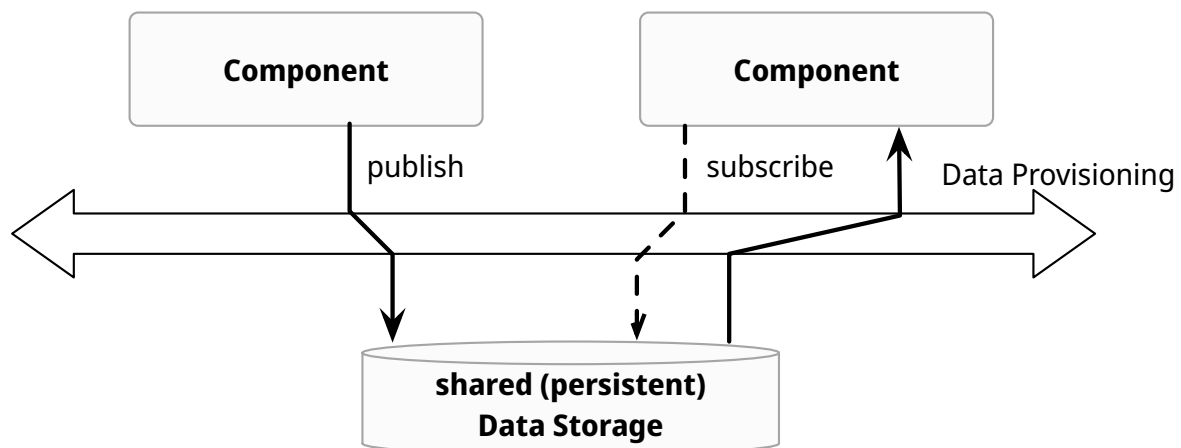 Component
Component
publish
subscribe
Data Provisioning
shared (persistent)
Data Storage